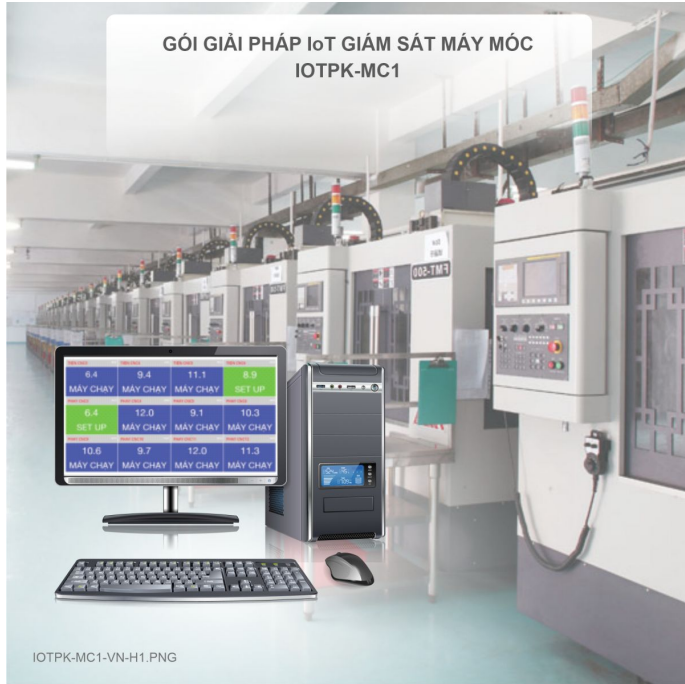 GÓI GIẢI PHÁP IoT GIÁM SÁT MÁY MÓC
IOTPK-MC1
FMT-500
6.4
9.4
11.1
8.9
MÁY CHẠY
MÁY CHẠY
MÁY CHẠY
SET UP
6.4
12.0
9.1
10.3
SET UP
MÁY CHẠY
MÁY CHẠY
MÁY CHẠY
10.6
9.7
12.0
11.3
MÁY CHẠY
MÁY CHẠY
MÁY CHẠY
MÁY CHẠY
IOTPK-MC1-VN-H1.PNG